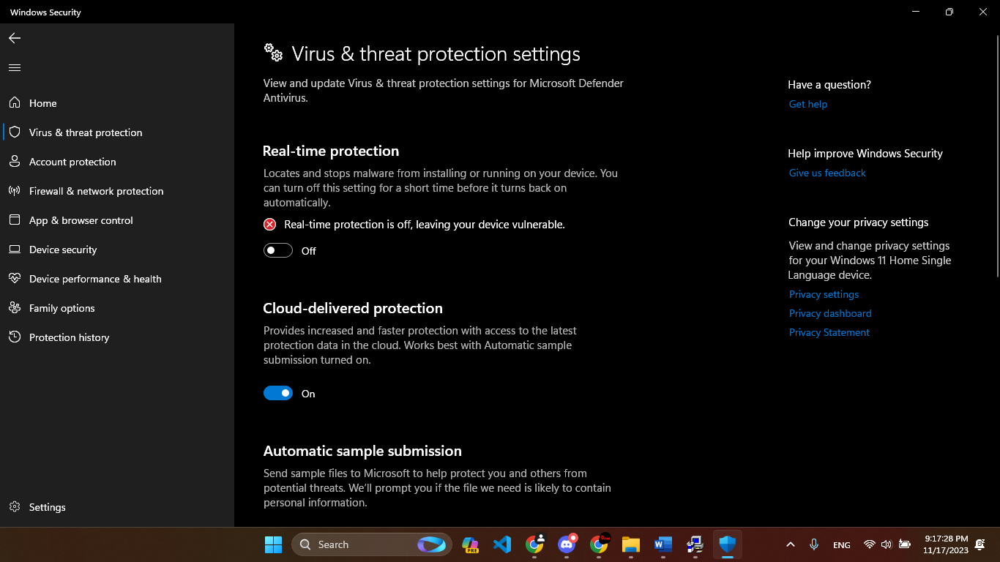 Windows Security
Home
Virus & threat protection
Account protection
Firewall & network protection
App & browser control
Device security
Device performance & health
Family options
Protection history
Settings
Virus & threat protection settings
View and update Virus & threat protection settings for Microsoft Defender
Antivirus.
Real-time protection
Locates and stops malware from installing or running on your device. You
can turn off this setting for a short time before it turns back on
automatically.
Real-time protection is off, leaving your device vulnerable.
Off
Cloud-delivered protection
Provides increased and faster protection with access to the latest
protection data in the cloud. Works best with Automatic sample
submission turned on.
On
Automatic sample submission
Send sample files to Microsoft to help protect you and others from
potential threats. We'll prompt you if the file we need is likely to contain
personal information.
Have a question?
Get help
Help improve Windows Security
Give us feedback
Change your privacy settings
View and change privacy settings
for your Windows 11 Home Single
Language device.
Privacy settings
Privacy dashboard
Privacy Statement
Search
PRE
W
ENG
9:17:28 PM
11/17/2023